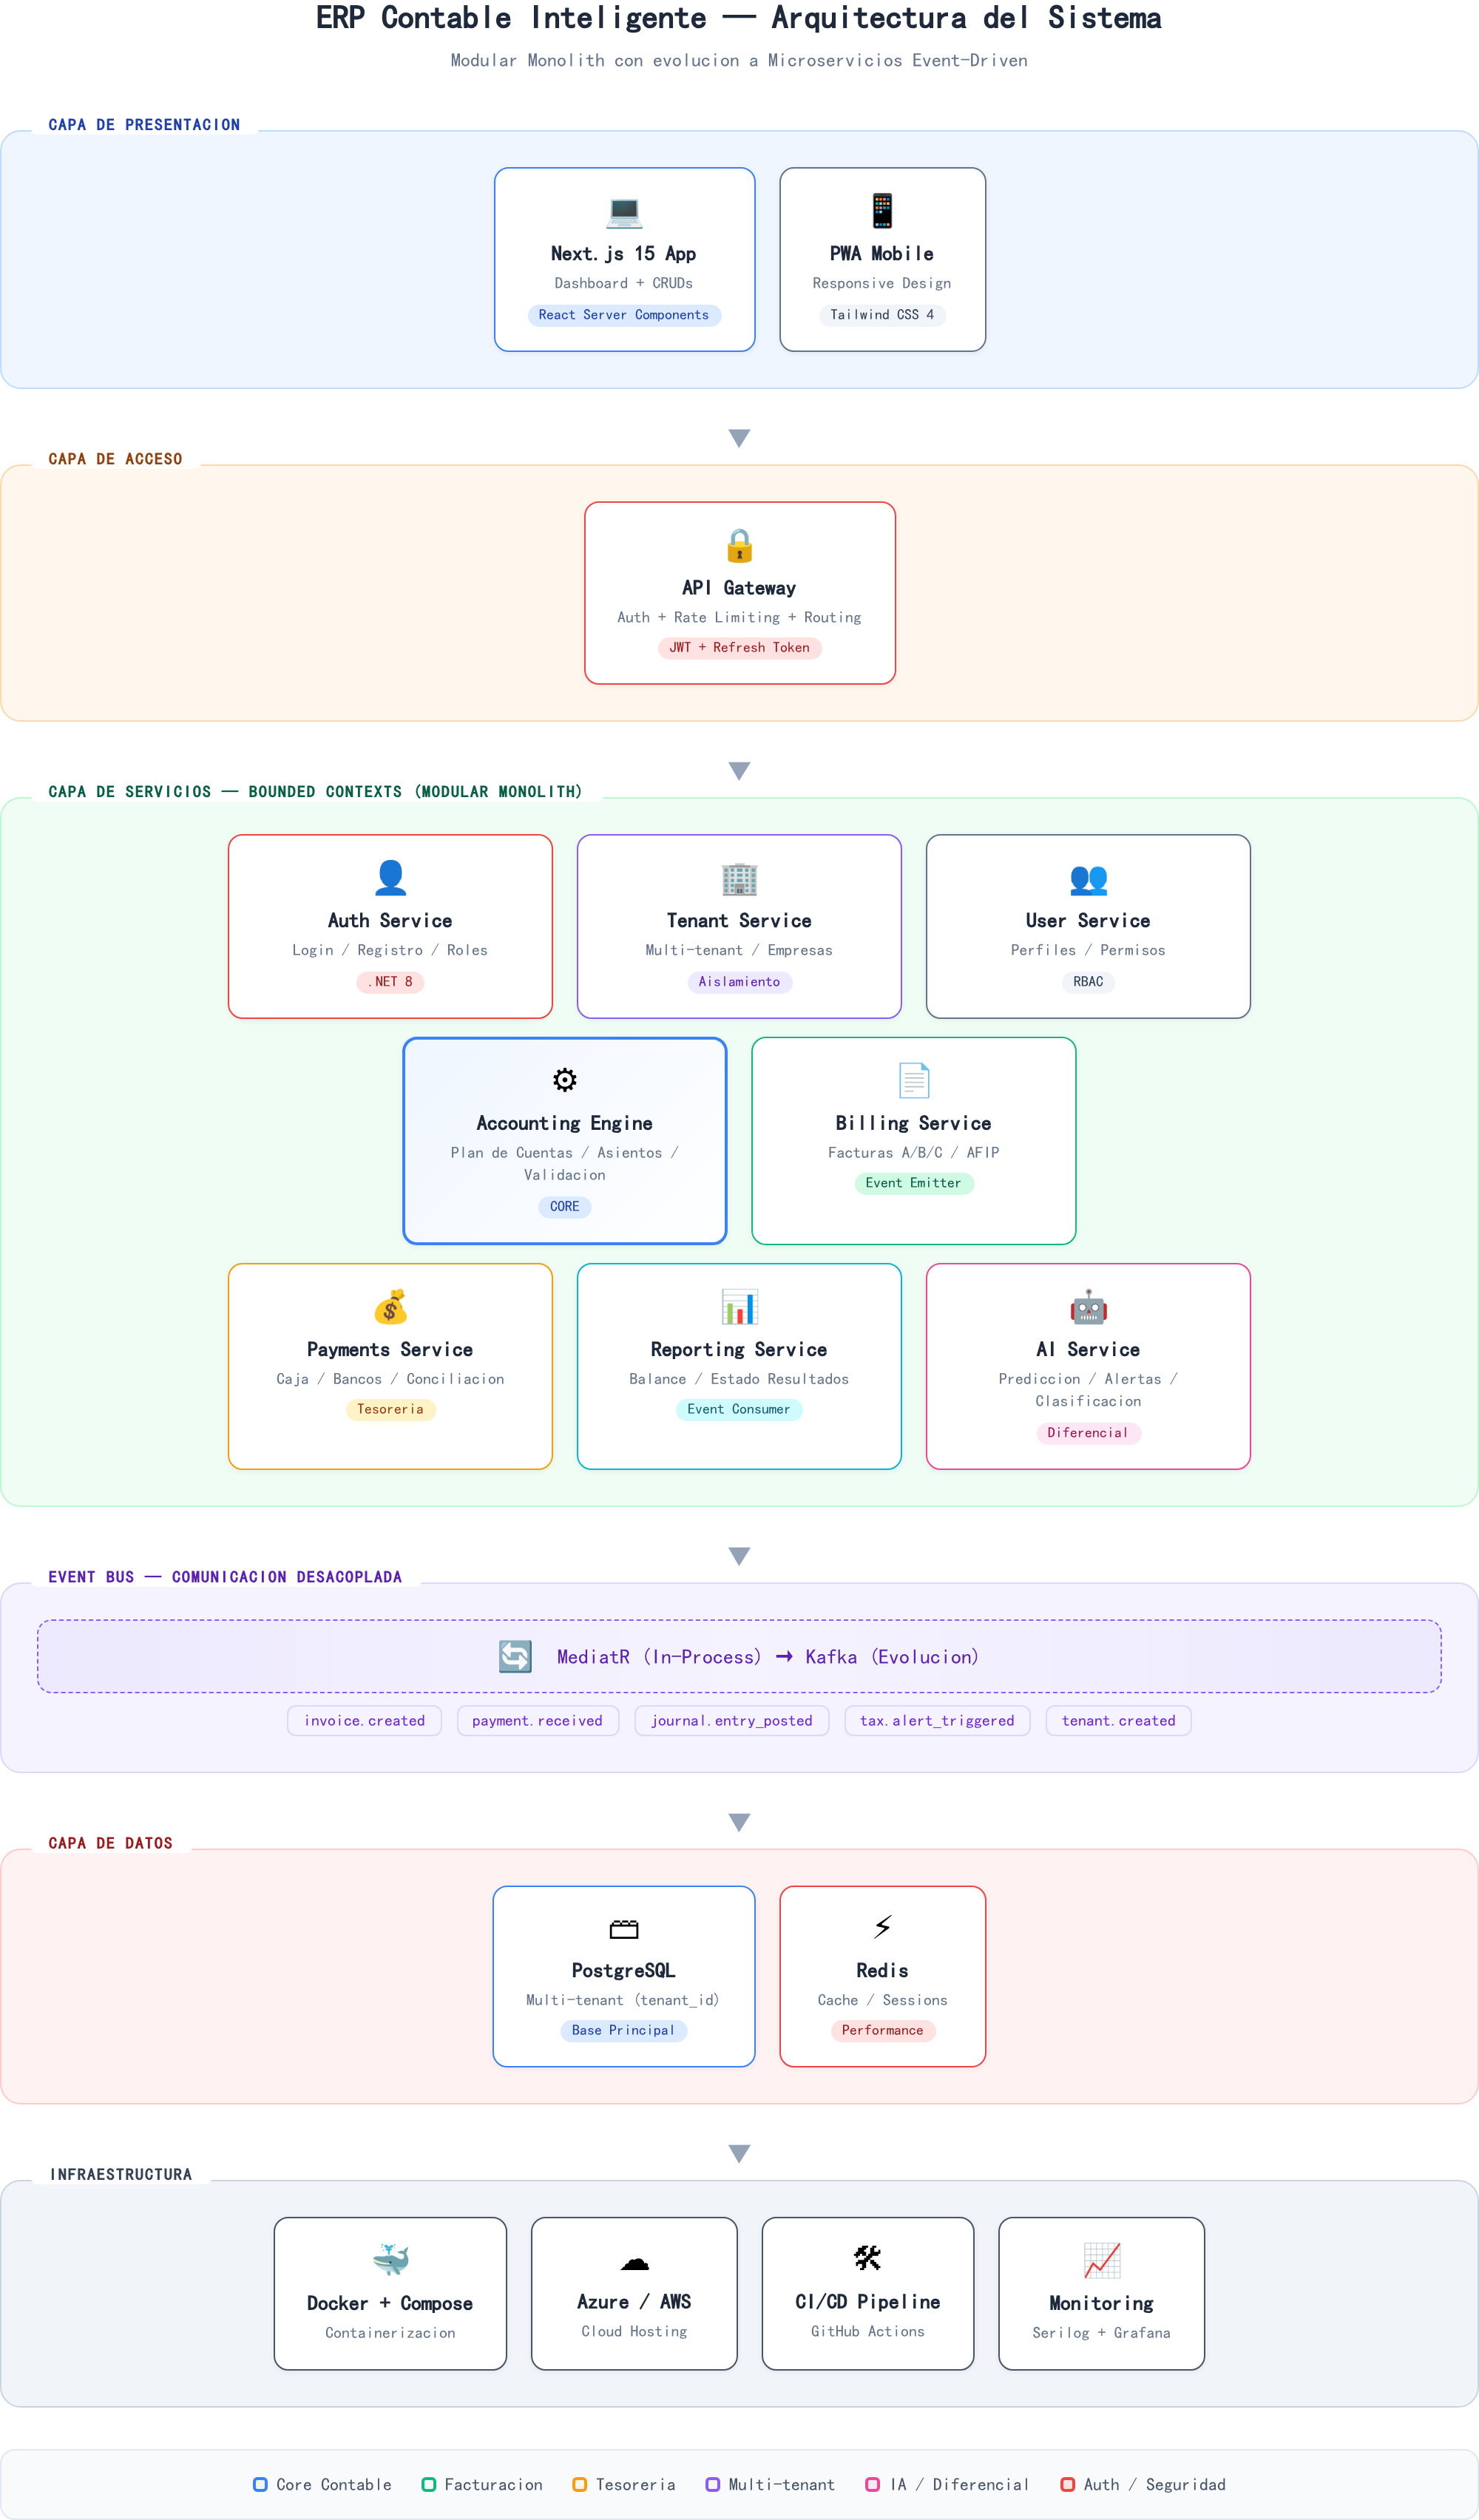 ERP Contable Inteligente — Arquitectura del Sistema
Modular Monolith con evolucion a Microservicios Event-Driven
CAPA DE PRESENTACION
Next.js 15 App
Dashboard + CRUDs
React Server Components
PWA Mobile
Responsive Design
Tailwind CSS 4
CAPA DE ACCESO
API Gateway
Auth + Rate Limiting + Routing
JWT + Refresh Token
CAPA DE SERVICIOS — BOUNDED CONTEXTS (MODULAR MONOLITH)
Auth Service
Login / Registro / Roles
.NET 8
Tenant Service
Multi-tenant / Empresas
Aislamiento
User Service
Perfiles / Permisos
RBAC
Accounting Engine
Plan de Cuentas / Asientos /
Validacion
CORE
Billing Service
Facturas A/B/C / AFIP
Event Emitter
Payments Service
Caja / Bancos / Conciliacion
Tesoreria
Reporting Service
Balance / Estado Resultados
Event Consumer
AI Service
Prediccion / Alertas /
Clasificacion
Diferencial
EVENT BUS — COMUNICACION DESACOPLADA
MediatR (In-Process) → Kafka (Evolucion)
invoice.created
payment.received
journal.entry_posted
tax.alert_triggered
tenant.created
CAPA DE DATOS
PostgreSQL
Multi-tenant (tenant_id)
Base Principal
Redis
Cache / Sessions
Performance
INFRAESTRUCTURA
Docker + Compose
Containerizacion
Azure / AWS
Cloud Hosting
CI/CD Pipeline
GitHub Actions
Monitoring
Serilog + Grafana
Core Contable
Facturacion
Tesoreria
Multi-tenant
IA / Diferencial
Auth / Seguridad